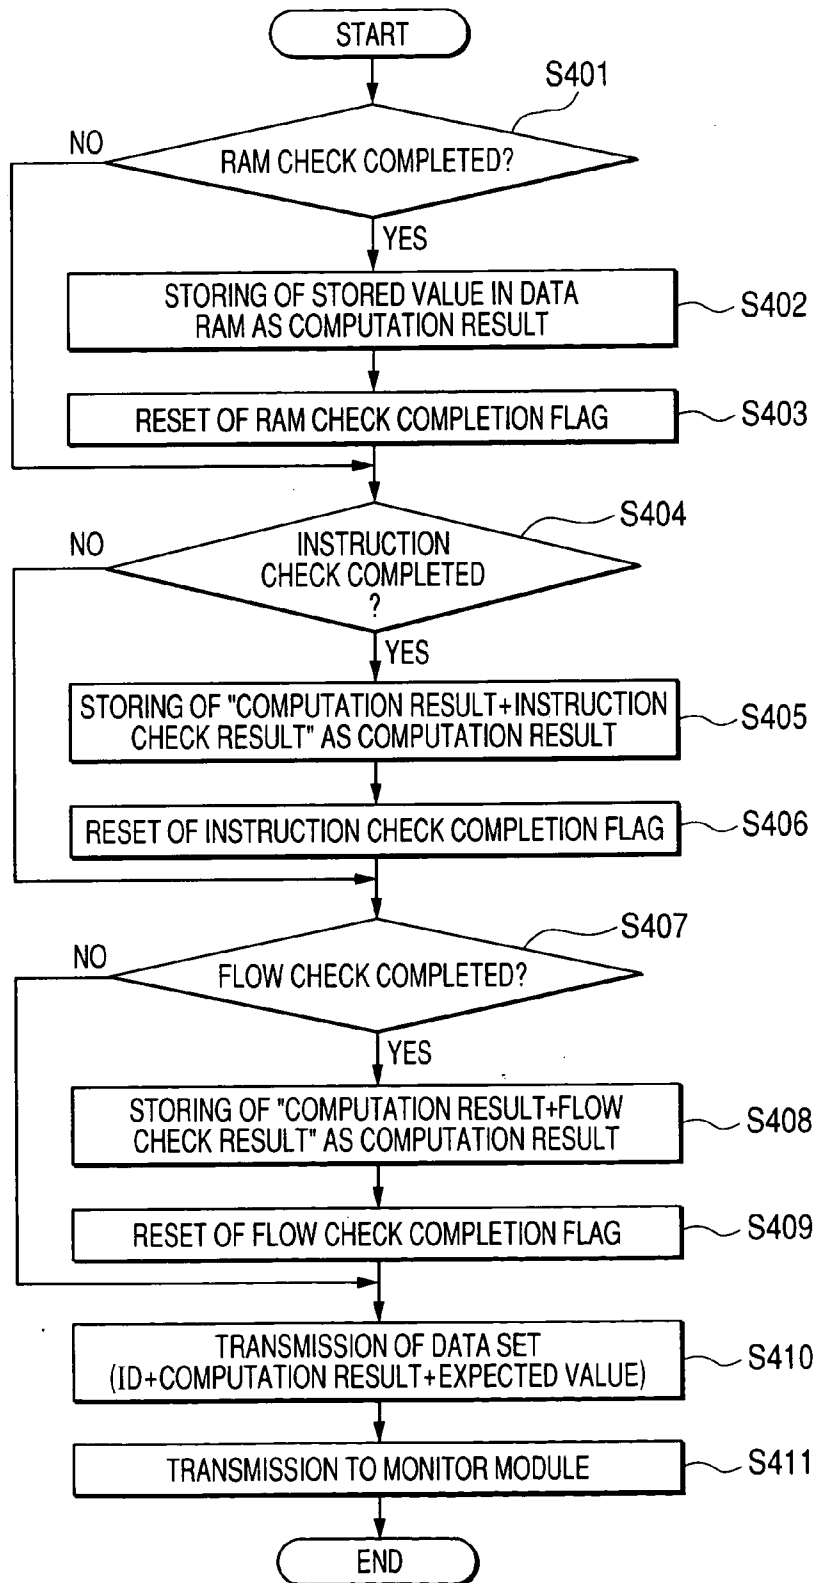 START
S401
NO
RAM CHECK COMPLETED?
YES
STORING OF STORED VALUE IN DATA
RAM AS COMPUTATION RESULT
S402
RESET OF RAM CHECK COMPLETION FLAG
S403
S404
NO
INSTRUCTION
CHECK COMPLETED
?
YES
STORING OF "COMPUTATION RESULT+INSTRUCTION
CHECK RESULT" AS COMPUTATION RESULT
S405
RESET OF INSTRUCTION CHECK COMPLETION FLAG
S406
S407
NO
FLOW CHECK COMPLETED?
YES
STORING OF "COMPUTATION RESULT+FLOW
CHECK RESULT" AS COMPUTATION RESULT
S408
RESET OF FLOW CHECK COMPLETION FLAG
S409
TRANSMISSION OF DATA SET
(ID+COMPUTATION RESULT+EXPECTED VALUE)
S410
TRANSMISSION TO MONITOR MODULE
S411
END